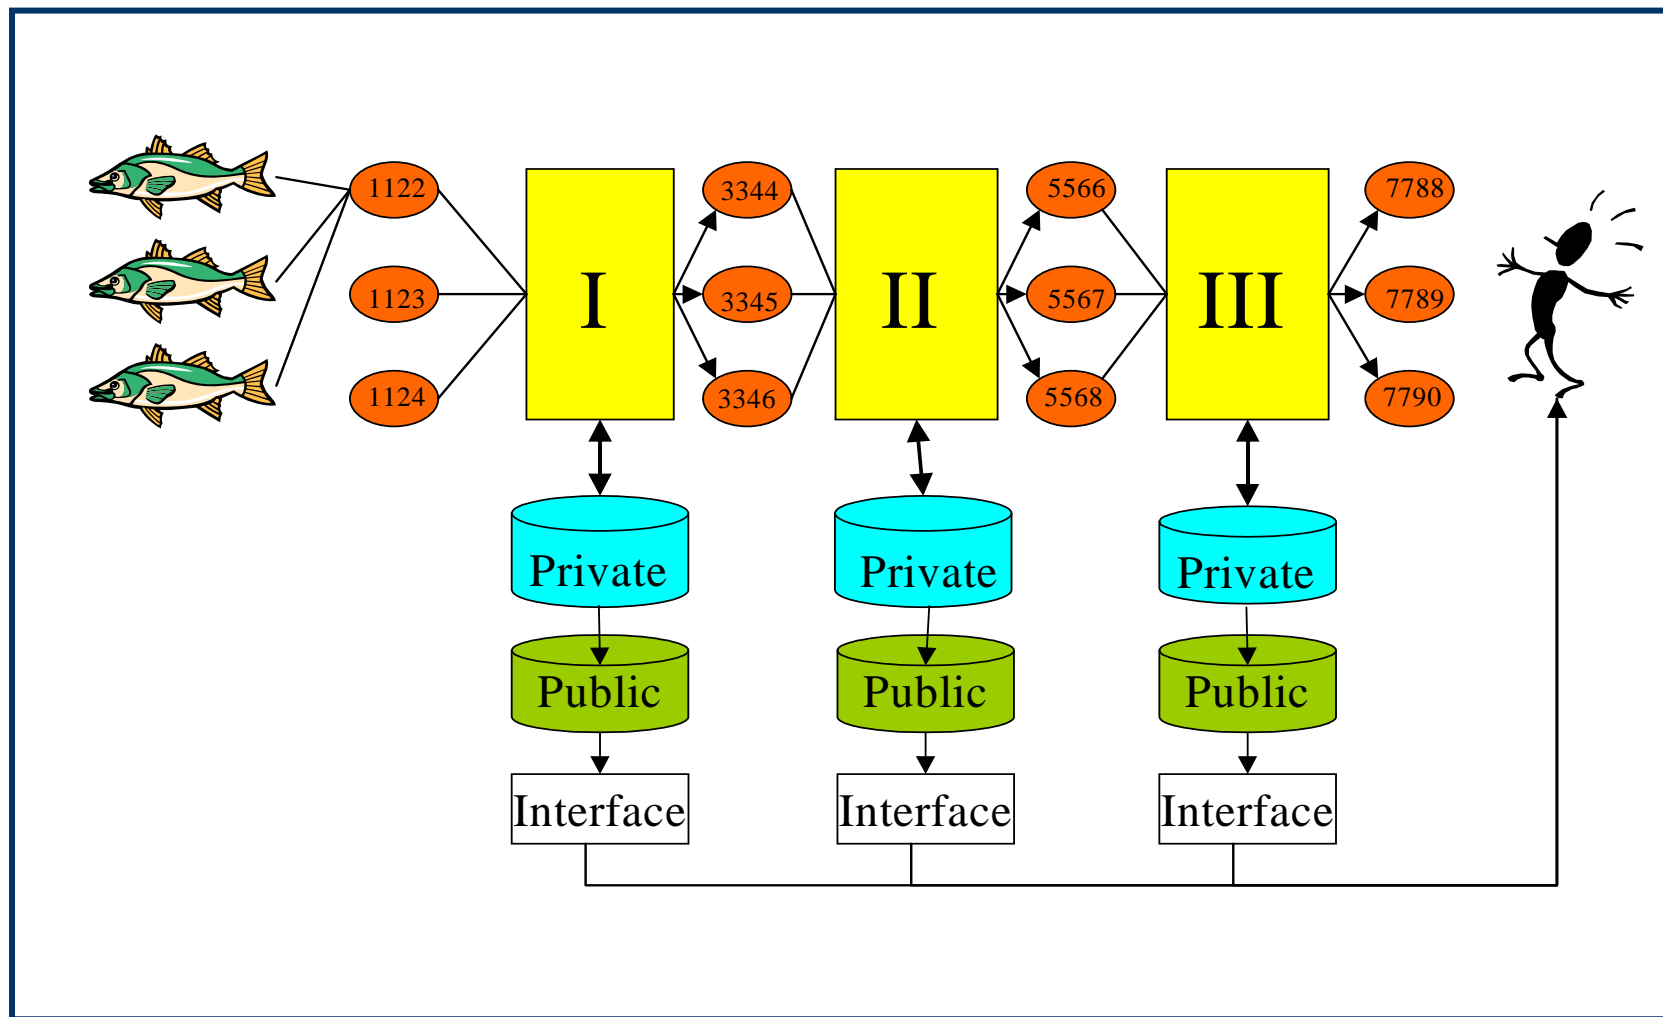 1122
1123
1124
I
3344
3345
3346
II
5566
5567
5568
III
7788
7789
7790
Private
Private
Private
Public
Public
Public
Interface
Interface
Interface